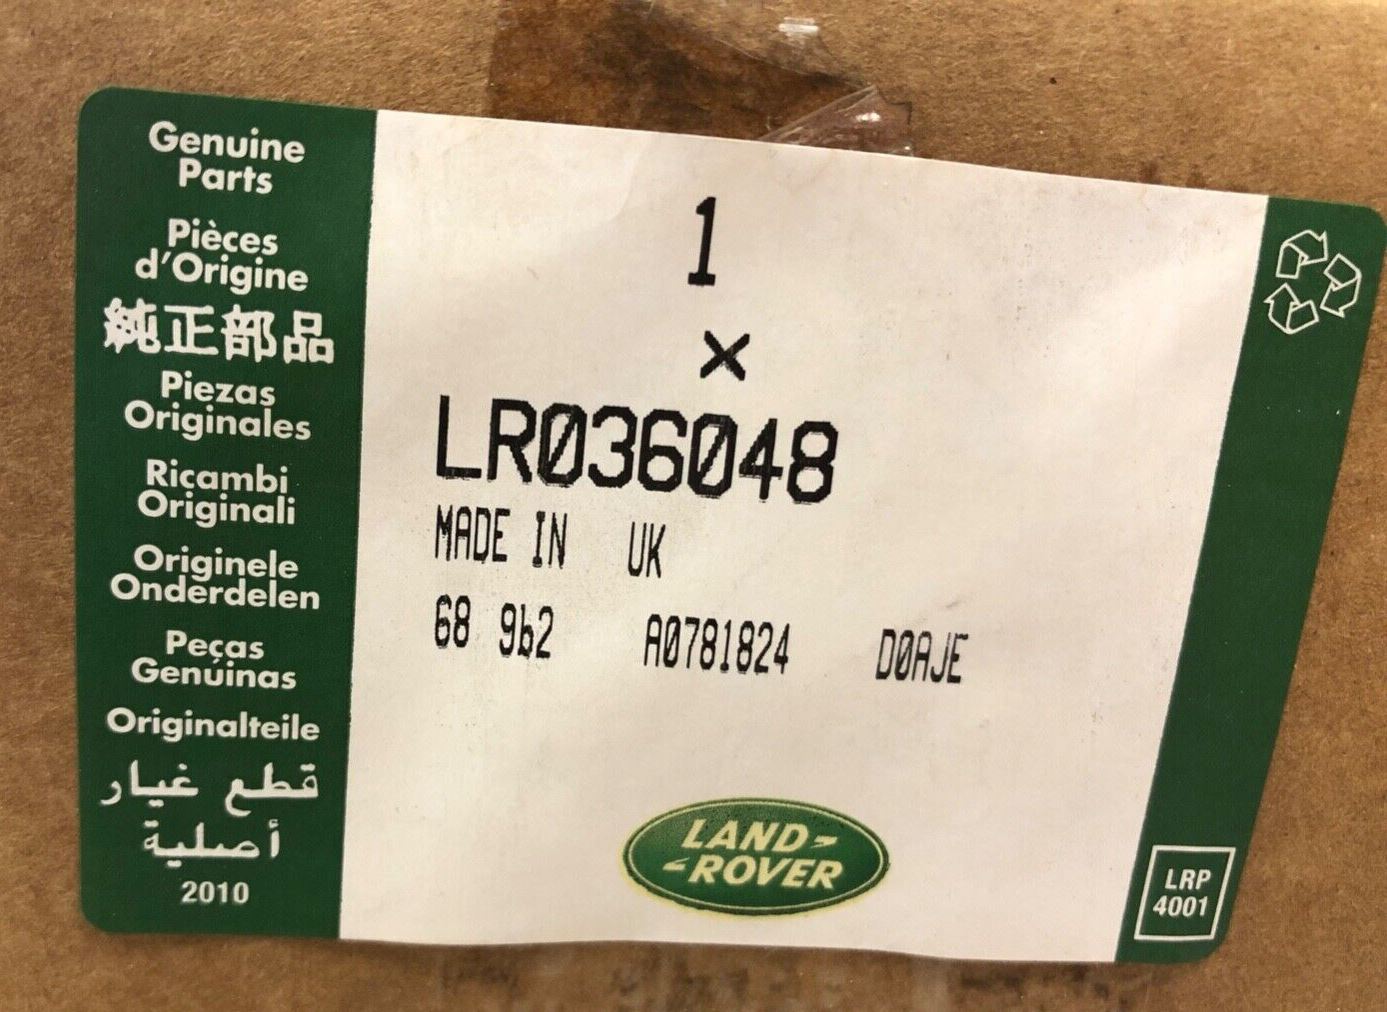 Genuine
Parts
Pièces
d'Origine
純正部品
Piezas
Originales
Ricambi
Originali
Originele
Onderdelen
Peças
Genuinas
Originalteile
قطع غيار
أصلية
2010
1
×
LR036048
MADE IN UK
68 9b2 A0781824 D0AJE
LAND-
-ROVER
LRP
4001